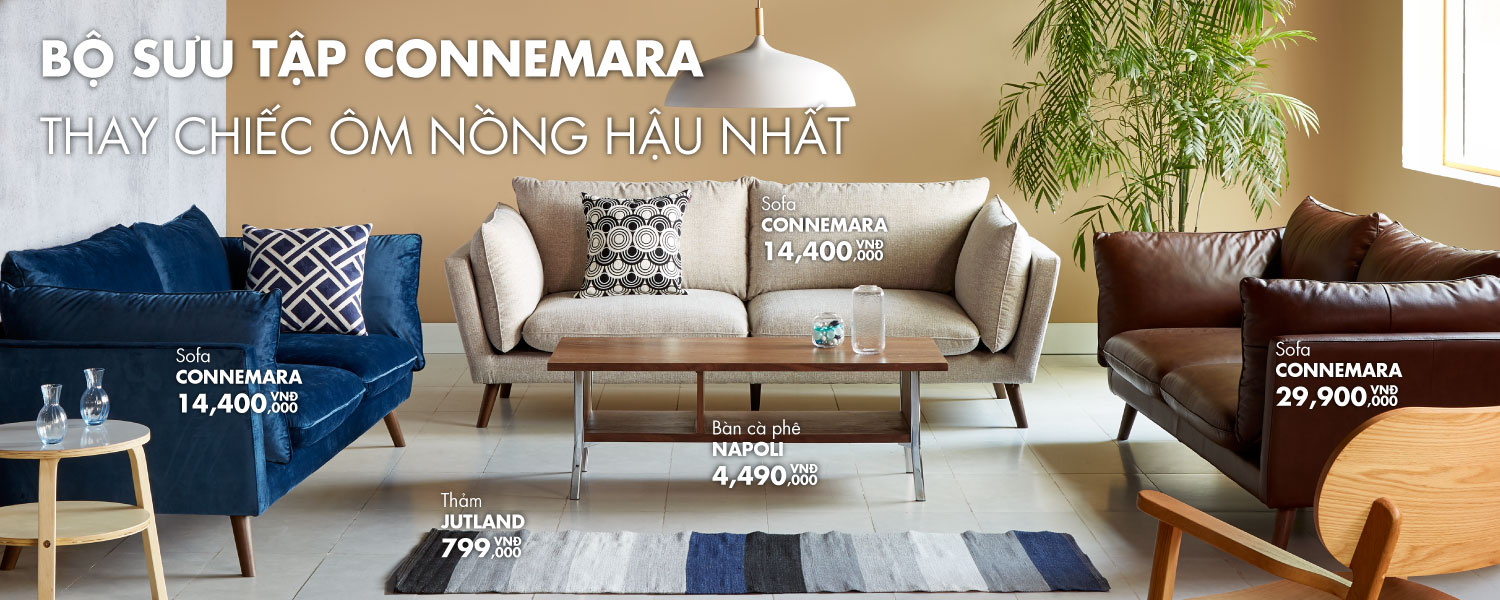 BỘ SƯU TẬP CONNEMARA
THAY CHIẾC ÔM NỒNG HẬU NHẤT
Sofa
CONNEMARA
14,400,000 VNĐ
Sofa
CONNEMARA
14,400,000 VNĐ
Sofa
CONNEMARA
29,900,000 VNĐ
Bàn cà phê
NAPOLI
4,490,000 VNĐ
Thảm
JUTLAND
799,000 VNĐ